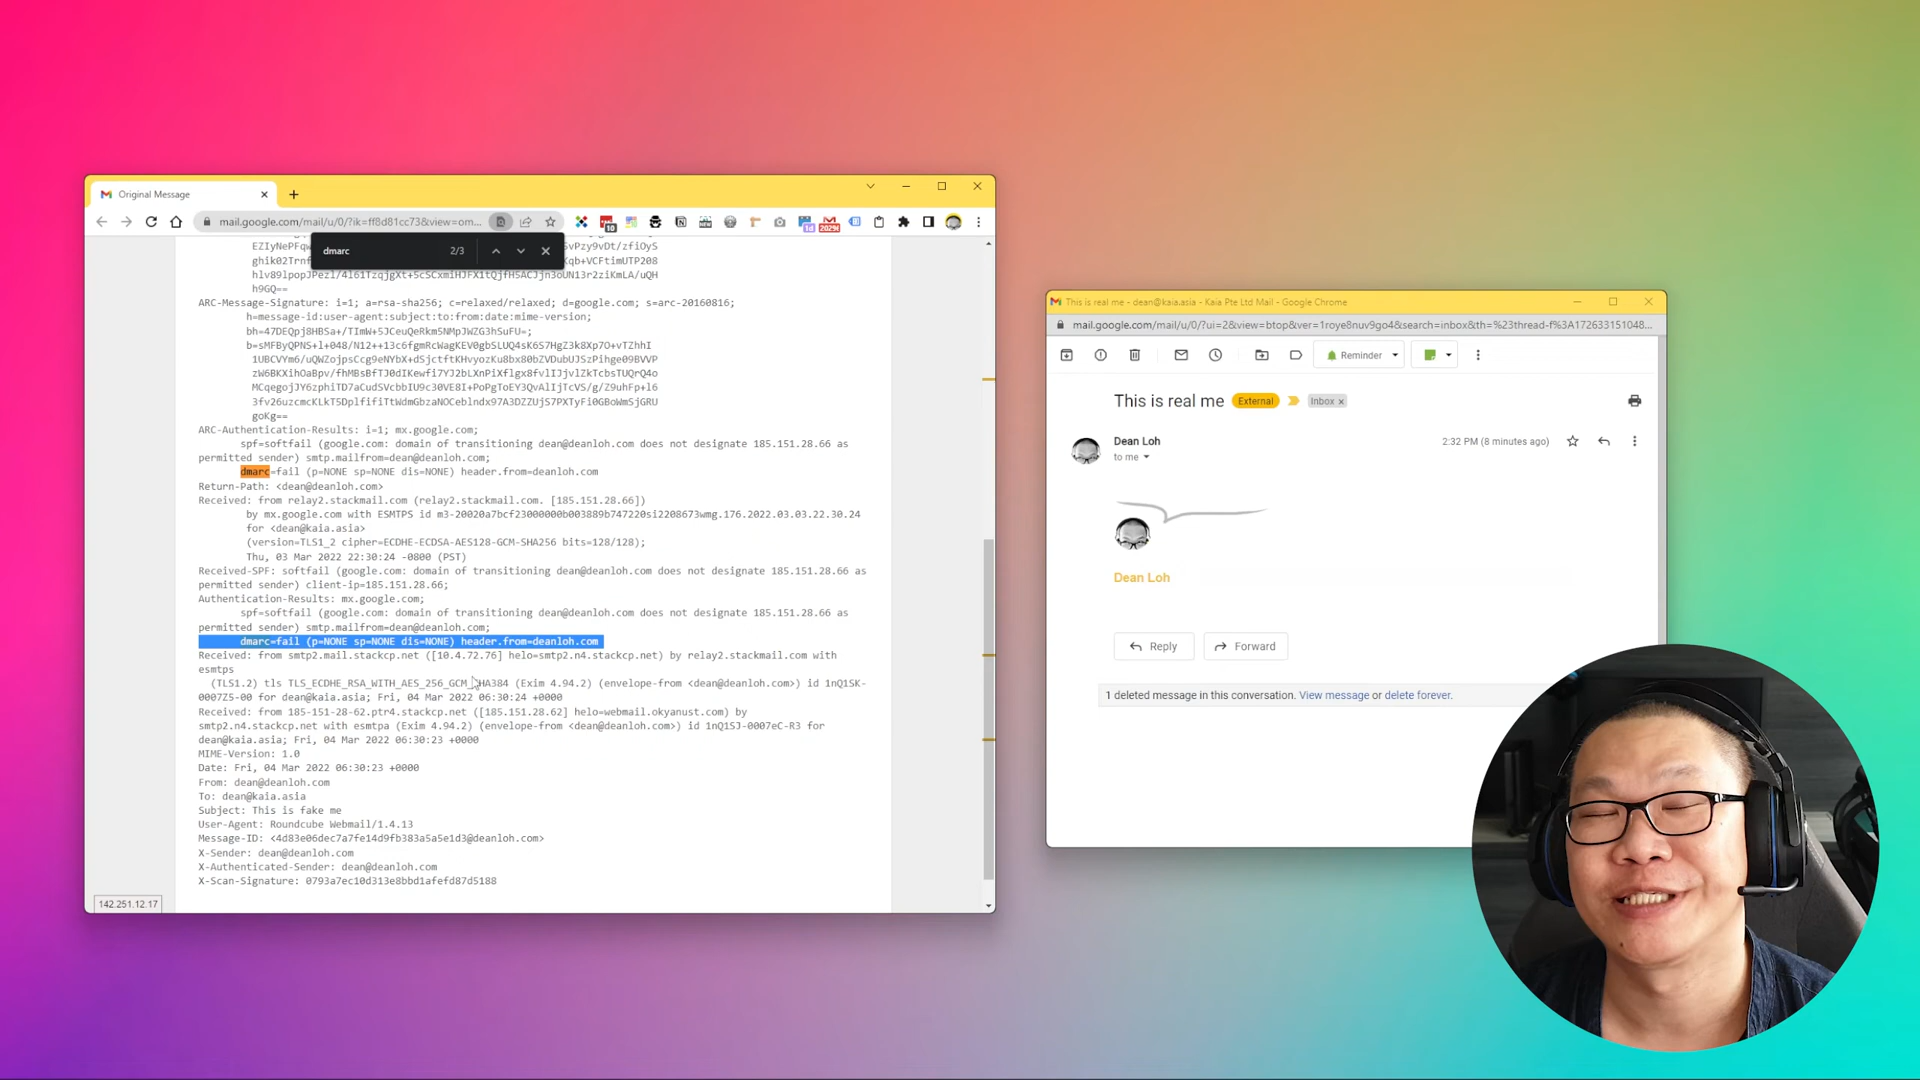 Original Message
mail.google.com/mail/u/0/?ik=ff8d81cc73&view=om...
10
1d
2029
dmarc 2/3
h9GQ==
ARC-Message-Signature: i=1; a=rsa-sha256; c=relaxed/relaxed; d=google.com; s=arc-20160816;
h=message-id:user-agent:subject:to:from:date:mime-version;
goKg==
ARC-Authentication-Results: i=1; mx.google.com;
spf=softfail (google.com: domain of transitioning dean@deanloh.com does not designate 185.151.28.66 as
permitted sender) smtp.mailfrom=dean@deanloh.com;
dmarc=fail (p=NONE sp=NONE dis=NONE) header.from=deanloh.com
Return-Path: <dean@deanloh.com>
Received: from relay2.stackmail.com (relay2.stackmail.com. [185.151.28.66])
by mx.google.com with ESMTPS id m3-20020a7bcf23000000b003889b747220si2208673wmg.176.2022.03.03.22.30.24
for <dean@kaia.asia>
(version=TLS1_2 cipher=ECDHE-ECDSA-AES128-GCM-SHA256 bits=128/128);
Thu, 03 Mar 2022 22:30:24 -0800 (PST)
Received-SPF: softfail (google.com: domain of transitioning dean@deanloh.com does not designate 185.151.28.66 as
permitted sender) client-ip=185.151.28.66;
Authentication-Results: mx.google.com;
spf=softfail (google.com: domain of transitioning dean@deanloh.com does not designate 185.151.28.66 as
permitted sender) smtp.mailfrom=dean@deanloh.com;
dmarc=fail (p=NONE sp=NONE dis=NONE) header.from=deanloh.com
Received: from smtp2.mail.stackcp.net ([10.4.72.76] helo=smtp2.n4.stackcp.net) by relay2.stackmail.com with
esmtps
(TLS1.2) tls TLS_ECDHE_RSA_WITH_AES_256_GCM_SHA384 (Exim 4.94.2) (envelope-from <dean@deanloh.com>) id 1nQ1SK-
0007Z5-00 for dean@kaia.asia; Fri, 04 Mar 2022 06:30:24 +0000
Received: from 185-151-28-62.ptr4.stackcp.net ([185.151.28.62] helo=webmail.okyanust.com) by
smtp2.n4.stackcp.net with esmtpa (Exim 4.94.2) (envelope-from <dean@deanloh.com>) id 1nQ1SJ-0007eC-R3 for
dean@kaia.asia; Fri, 04 Mar 2022 06:30:23 +0000
MIME-Version: 1.0
Date: Fri, 04 Mar 2022 06:30:23 +0000
From: dean@deanloh.com
To: dean@kaia.asia
Subject: This is fake me
User-Agent: Roundcube Webmail/1.4.13
Message-ID: <4d83e06dec7a7fe14d9fb383a5a5e1d3@deanloh.com>
X-Sender: dean@deanloh.com
X-Authenticated-Sender: dean@deanloh.com
X-Scan-Signature: 0793a7ec10d313e8bbd1afefd87d5188
142.251.12.17
This is real me - dean@kaia.asia - Kaia Pte Ltd Mail - Google Chrome
mail.google.com/mail/u/0/?ui=2&view=btop&ver=1roye8nuv9go4&search=inbox&th=%23thread-f%3A172633151048...
Reminder
This is real me External Inbox x
Dean Loh 2:32 PM (8 minutes ago)
to me
Dean Loh
Reply Forward
1 deleted message in this conversation. View message or delete forever.